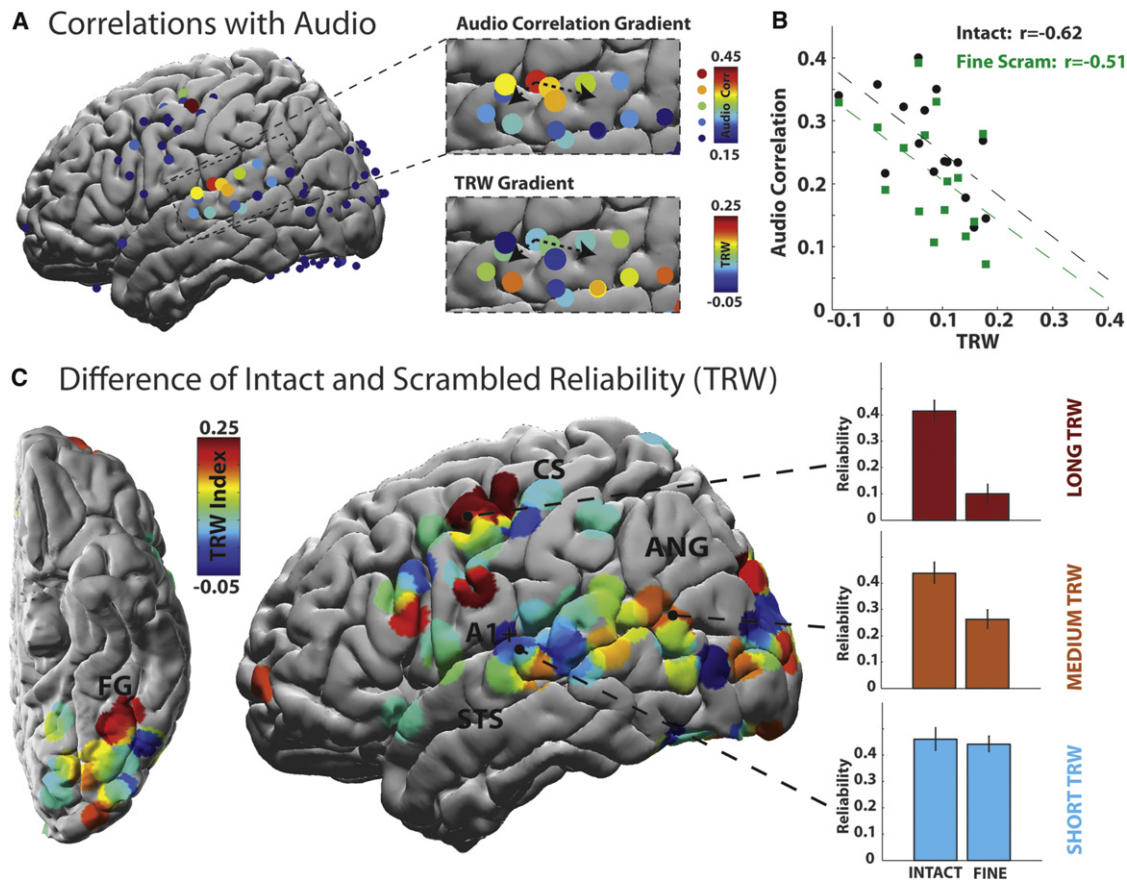 A Correlations with Audio
Audio Correlation Gradient
0.45
Audio Corr
0.15
TRW Gradient
0.25
TRW
-0.05
B
Intact: r=-0.62
Fine Scram: r=-0.51
Audio Correlation
0.4
0.3
0.2
0.1
0
-0.1 0 0.1 0.2 0.3 0.4
TRW
C Difference of Intact and Scrambled Reliability (TRW)
0.25
TRW Index
-0.05
FG
CS
ANG
A1+
STS
Reliability
0.4
0.3
0.2
0.1
0
LONG TRW
Reliability
0.4
0.3
0.2
0.1
0
MEDIUM TRW
Reliability
0.4
0.3
0.2
0.1
0
SHORT TRW
INTACT FINE